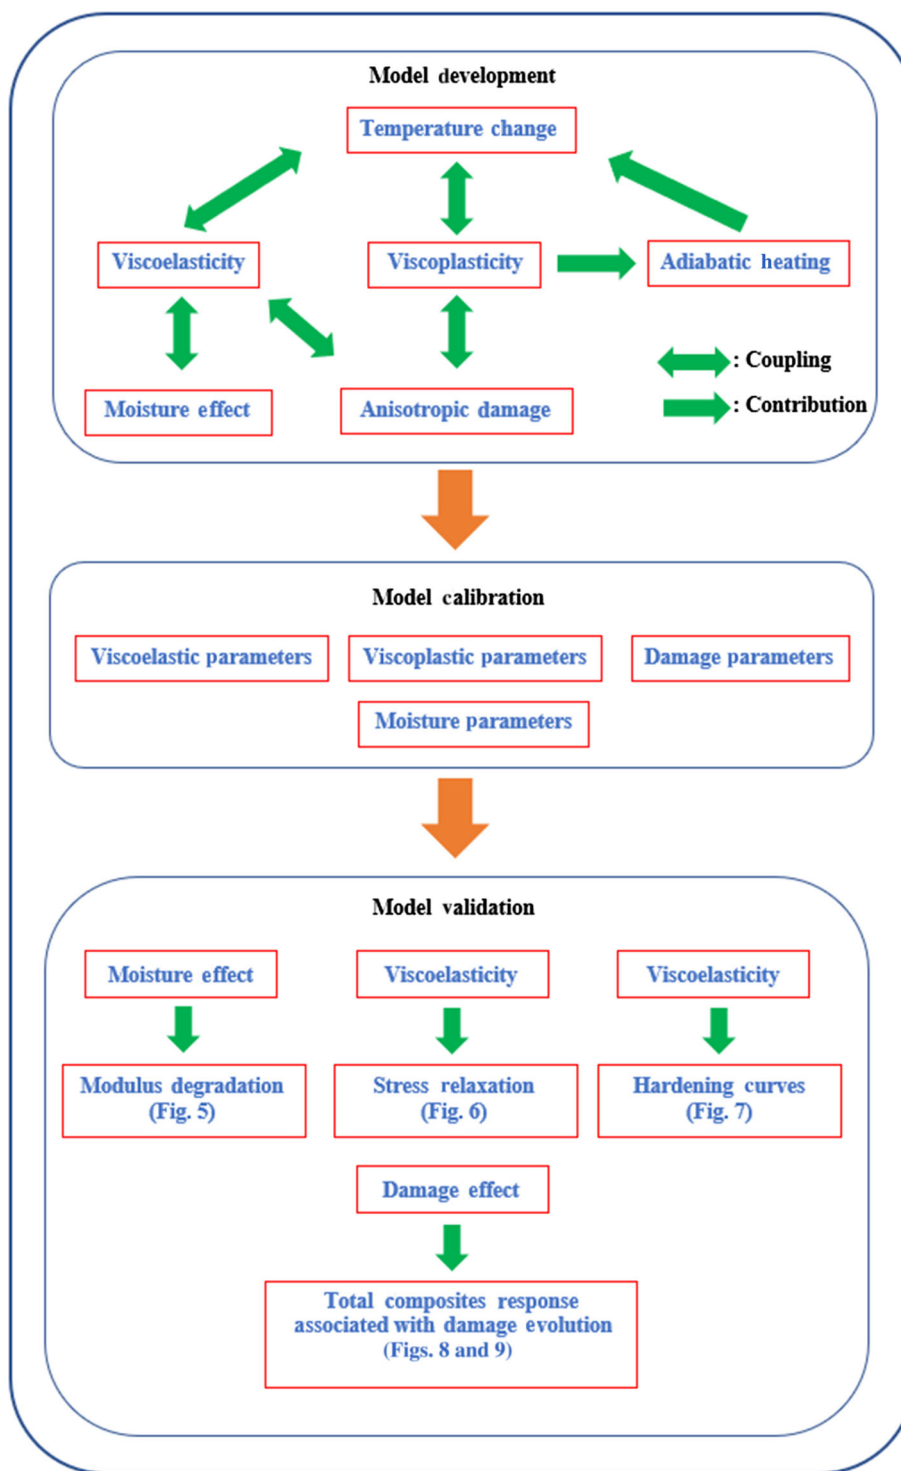 Model development
Temperature change
Viscoelasticity
Viscoplasticity
Adiabatic heating
: Coupling
Moisture effect
Anisotropic damage
: Contribution
Model calibration
Viscoelastic parameters
Viscoplastic parameters
Damage parameters
Moisture parameters
Model validation
Moisture effect
Viscoelasticity
Viscoelasticity
Modulus degradation
(Fig. 5)
Stress relaxation
(Fig. 6)
Hardening curves
(Fig. 7)
Damage effect
Total composites response
associated with damage evolution
(Figs. 8 and 9)